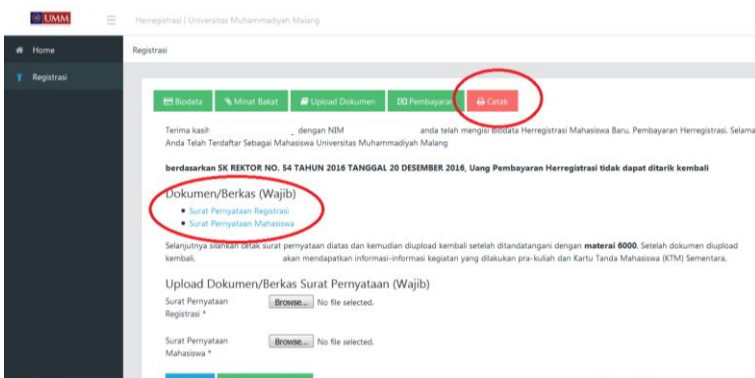 UMM
Herregistrasi | Universitas Muhammadiyah Malang
Home
Registrasi
Registrasi
Biodata
Minat Bakat
Upload Dokumen
Pembayaran
Cetak
Terima kasih dengan NIM anda telah mengisi Biodata Herregistrasi Mahasiswa Baru, Pembayaran Herregistrasi. Selama
Anda Telah Terdaftar Sebagai Mahasiswa Universitas Muhammadiyah Malang
berdasarkan SK REKTOR NO. 54 TAHUN 2016 TANGGAL 20 DESEMBER 2016, Uang Pembayaran Herregistrasi tidak dapat ditarik kembali
Dokumen/Berkas (Wajib)
Surat Pernyataan Registrasi
Surat Pernyataan Mahasiswa
Selanjutnya silahkan cetak surat pernyataan diatas dan kemudian diupload kembali setelah ditandatangani dengan materai 6000. Setelah dokumen diupload
kembali, akan mendapatkan informasi-informasi kegiatan yang dilakukan pra-kuliah dan Kartu Tanda Mahasiswa (KTM) Sementara.
Upload Dokumen/Berkas Surat Pernyataan (Wajib)
Surat Pernyataan Browse... No file selected.
Registrasi *
Surat Pernyataan Browse... No file selected.
Mahasiswa *